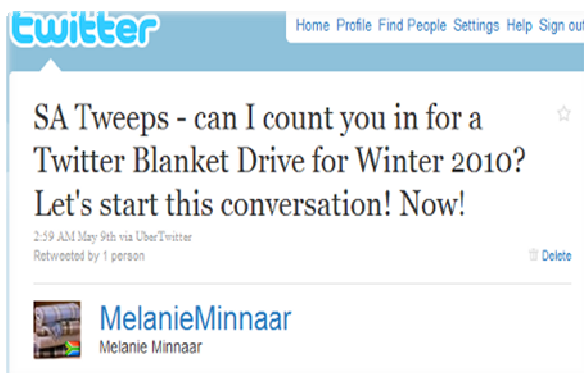 twitter
Home Profile Find People Settings Help Sign out
SA Tweeps - can I count you in for a
Twitter Blanket Drive for Winter 2010?
Let's start this conversation! Now!
2:59 AM May 9th via UberTwitter
Retweeted by 1 person
Delete
MelanieMinnaar
Melanie Minnaar